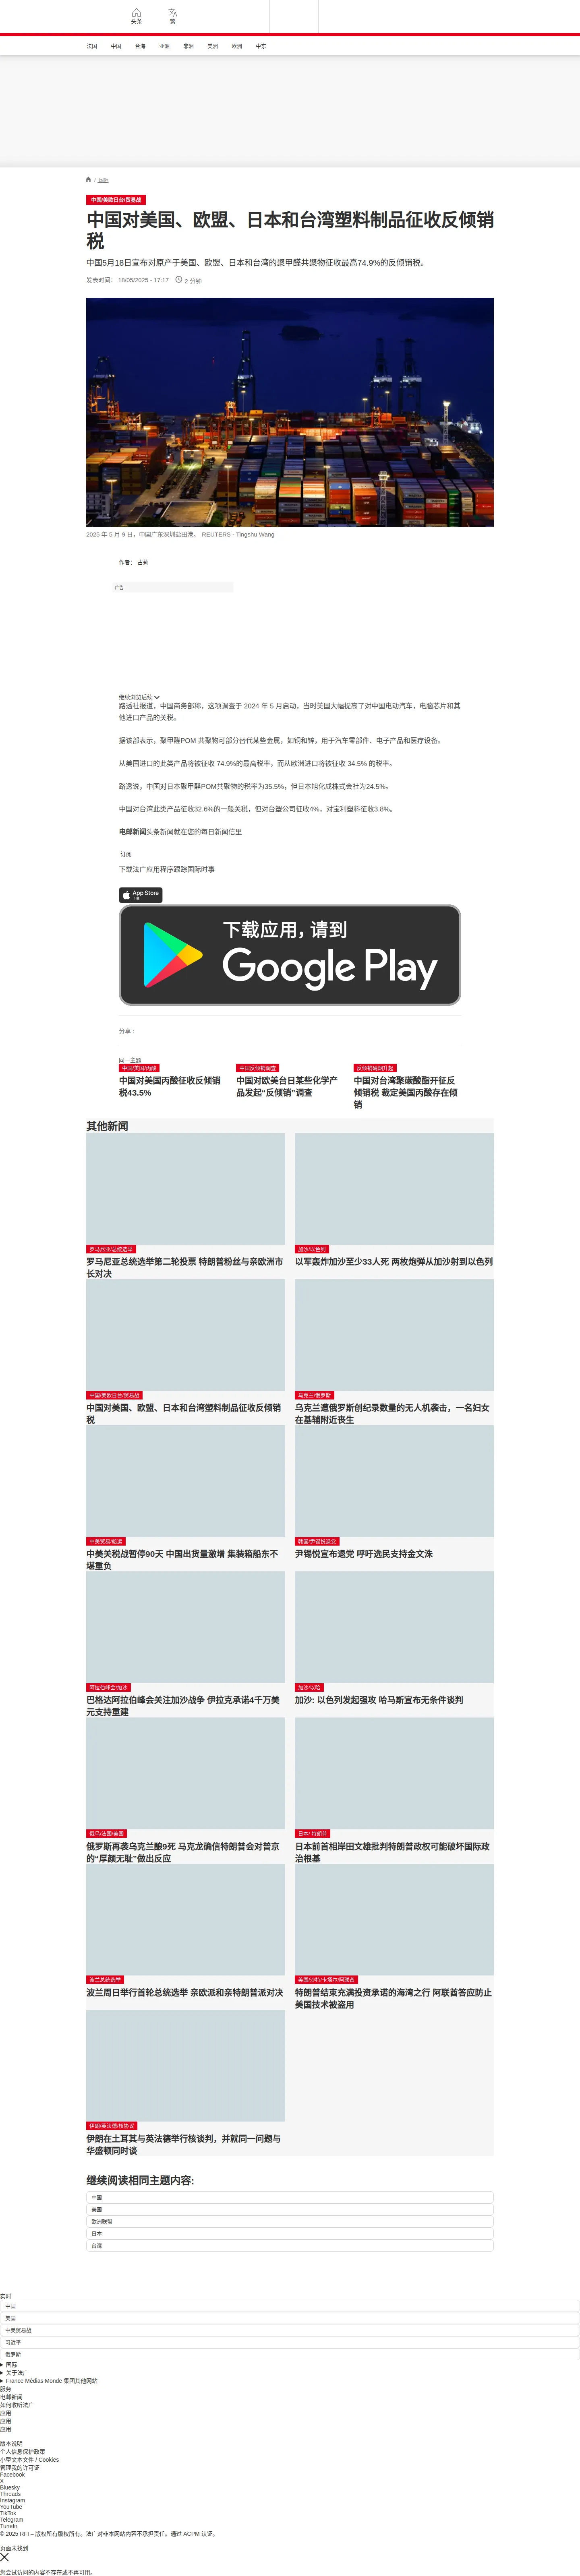 头条
繁
法国
中国
台海
亚洲
非洲
美洲
欧洲
中东
/ 国际
中国/美欧日台/贸易战
中国对美国、欧盟、日本和台湾塑料制品征收反倾销
税
中国5月18日宣布对原产于美国、欧盟、日本和台湾的聚甲醛共聚物征收最高74.9%的反倾销税。
发表时间： 18/05/2025 - 17:17
2 分钟
2025 年 5 月 9 日，中国广东深圳盐田港。 REUTERS - Tingshu Wang
作者： 古莉
广告
继续浏览后续
路透社报道，中国商务部称，这项调查于 2024 年 5 月启动，当时美国大幅提高了对中国电动汽车，电脑芯片和其
他进口产品的关税。
据该部表示，聚甲醛POM 共聚物可部分替代某些金属，如铜和锌，用于汽车零部件、电子产品和医疗设备。
从美国进口的此类产品将被征收 74.9%的最高税率，而从欧洲进口将被征收 34.5% 的税率。
路透说，中国对日本聚甲醛POM共聚物的税率为35.5%，但日本旭化成株式会社为24.5%。
中国对台湾此类产品征收32.6%的一般关税，但对台塑公司征收4%，对宝利塑料征收3.8%。
电邮新闻头条新闻就在您的每日新闻信里
订阅
下载法广应用程序跟踪国际时事
App Store
下载
下载应用，请到
Google Play
分享 :
同一主题
中国/美国/丙酸
中国对美国丙酸征收反倾销
税43.5%
中国反倾销调查
中国对欧美台日某些化学产
品发起“反倾销”调查
反倾销硝烟升起
中国对台湾聚碳酸酯开征反
倾销税 裁定美国丙酸存在倾
销
其他新闻
罗马尼亚/总统选举
罗马尼亚总统选举第二轮投票 特朗普粉丝与亲欧洲市
长对决
加沙/以色列
以军轰炸加沙至少33人死 两枚炮弹从加沙射到以色列
中国/美欧日台/贸易战
中国对美国、欧盟、日本和台湾塑料制品征收反倾销
税
乌克兰/俄罗斯
乌克兰遭俄罗斯创纪录数量的无人机袭击，一名妇女
在基辅附近丧生
中美贸易/航运
中美关税战暂停90天 中国出货量激增 集装箱船东不
堪重负
韩国/尹锡悦退党
尹锡悦宣布退党 呼吁选民支持金文洙
阿拉伯峰会/加沙
巴格达阿拉伯峰会关注加沙战争 伊拉克承诺4千万美
元支持重建
加沙/以哈
加沙: 以色列发起强攻 哈马斯宣布无条件谈判
俄乌/法国/美国
俄罗斯再袭乌克兰酿9死 马克龙确信特朗普会对普京
的“厚颜无耻”做出反应
日本/ 特朗普
日本前首相岸田文雄批判特朗普政权可能破坏国际政
治根基
波兰总统选举
波兰周日举行首轮总统选举 亲欧派和亲特朗普派对决
美国/沙特/卡塔尔/阿联酋
特朗普结束充满投资承诺的海湾之行 阿联酋答应防止
美国技术被盗用
伊朗/英法德/核协议
伊朗在土耳其与英法德举行核谈判，并就同一问题与
华盛顿同时谈
继续阅读相同主题内容:
中国
美国
欧洲联盟
日本
台湾
实时
中国
美国
中美贸易战
习近平
俄罗斯
国际
关于法广
France Médias Monde 集团其他网站
服务
电邮新闻
如何收听法广
应用
应用
应用
版本说明
个人信息保护政策
小型文本文件 / Cookies
管理我的许可证
Facebook
X
Bluesky
Threads
Instagram
YouTube
TikTok
Telegram
TuneIn
© 2025 RFI – 版权所有版权所有。法广对非本网站内容不承担责任。通过 ACPM 认证。
页面未找到
您尝试访问的内容不存在或不再可用。